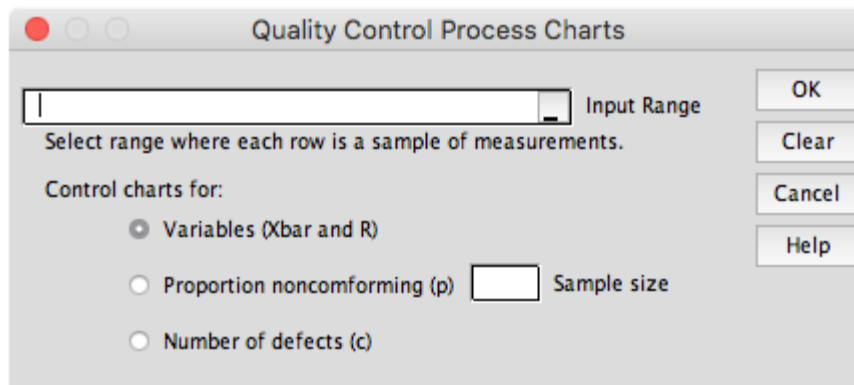 Quality Control Process Charts
Input Range
OK
Select range where each row is a sample of measurements.
Clear
Control charts for:
Cancel
Variables (Xbar and R)
Help
Proportion noncomforming (p)
Sample size
Number of defects (c)